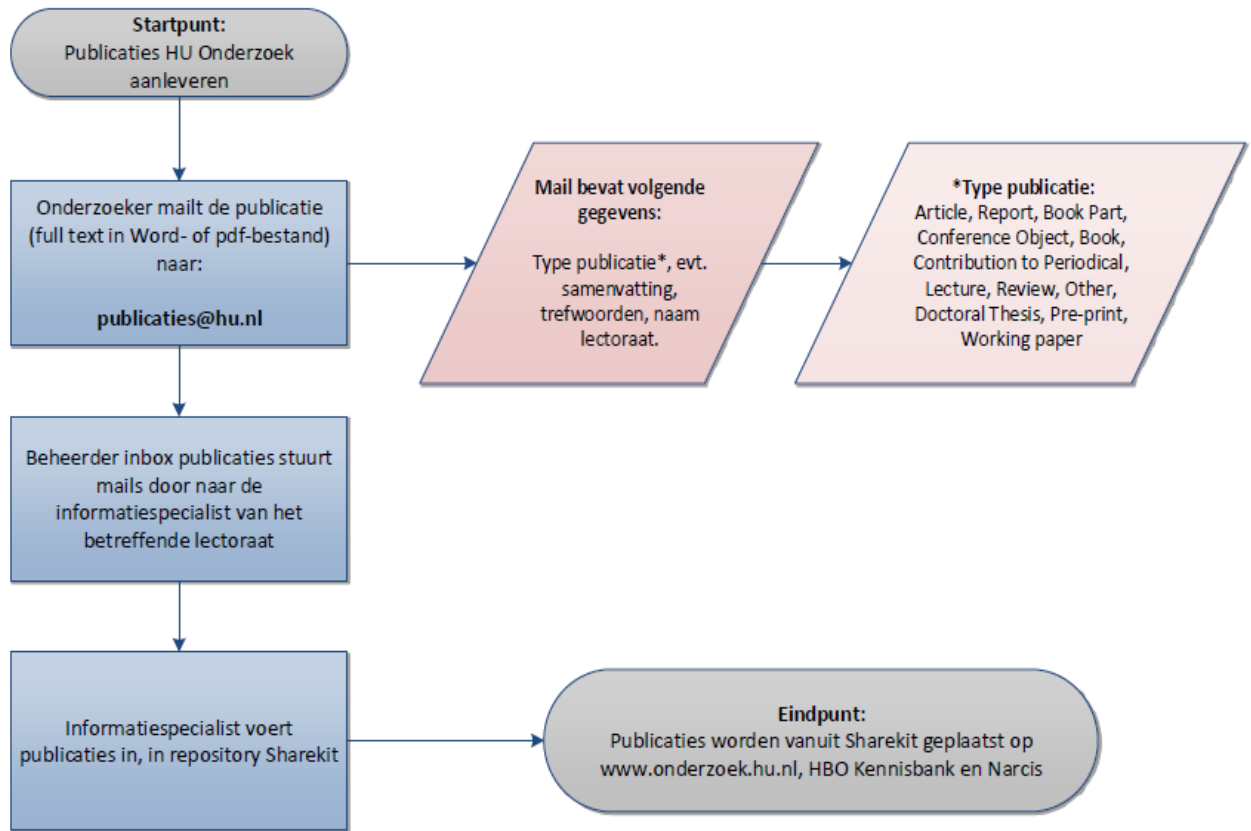 Startpunt:
Publicaties HU Onderzoek
aanleveren
Onderzoeker mailt de publicatie
(full text in Word- of pdf-bestand)
naar:
publicaties@hu.nl
Mail bevat volgende
gegevens:
Type publicatie*, evt.
samenvatting,
trefwoorden, naam
lectoraat.
*Type publicatie:
Article, Report, Book Part,
Conference Object, Book,
Contribution to Periodical,
Lecture, Review, Other,
Doctoral Thesis, Pre-print,
Working paper
Beheerder inbox publicaties stuurt
mails door naar de
informatiespecialist van het
betreffende lectoraat
Informatiespecialist voert
publicaties in, in repository Sharekit
Eindpunt:
Publicaties worden vanuit Sharekit geplaatst op
www.onderzoek.hu.nl, HBO Kennisbank en Narcis